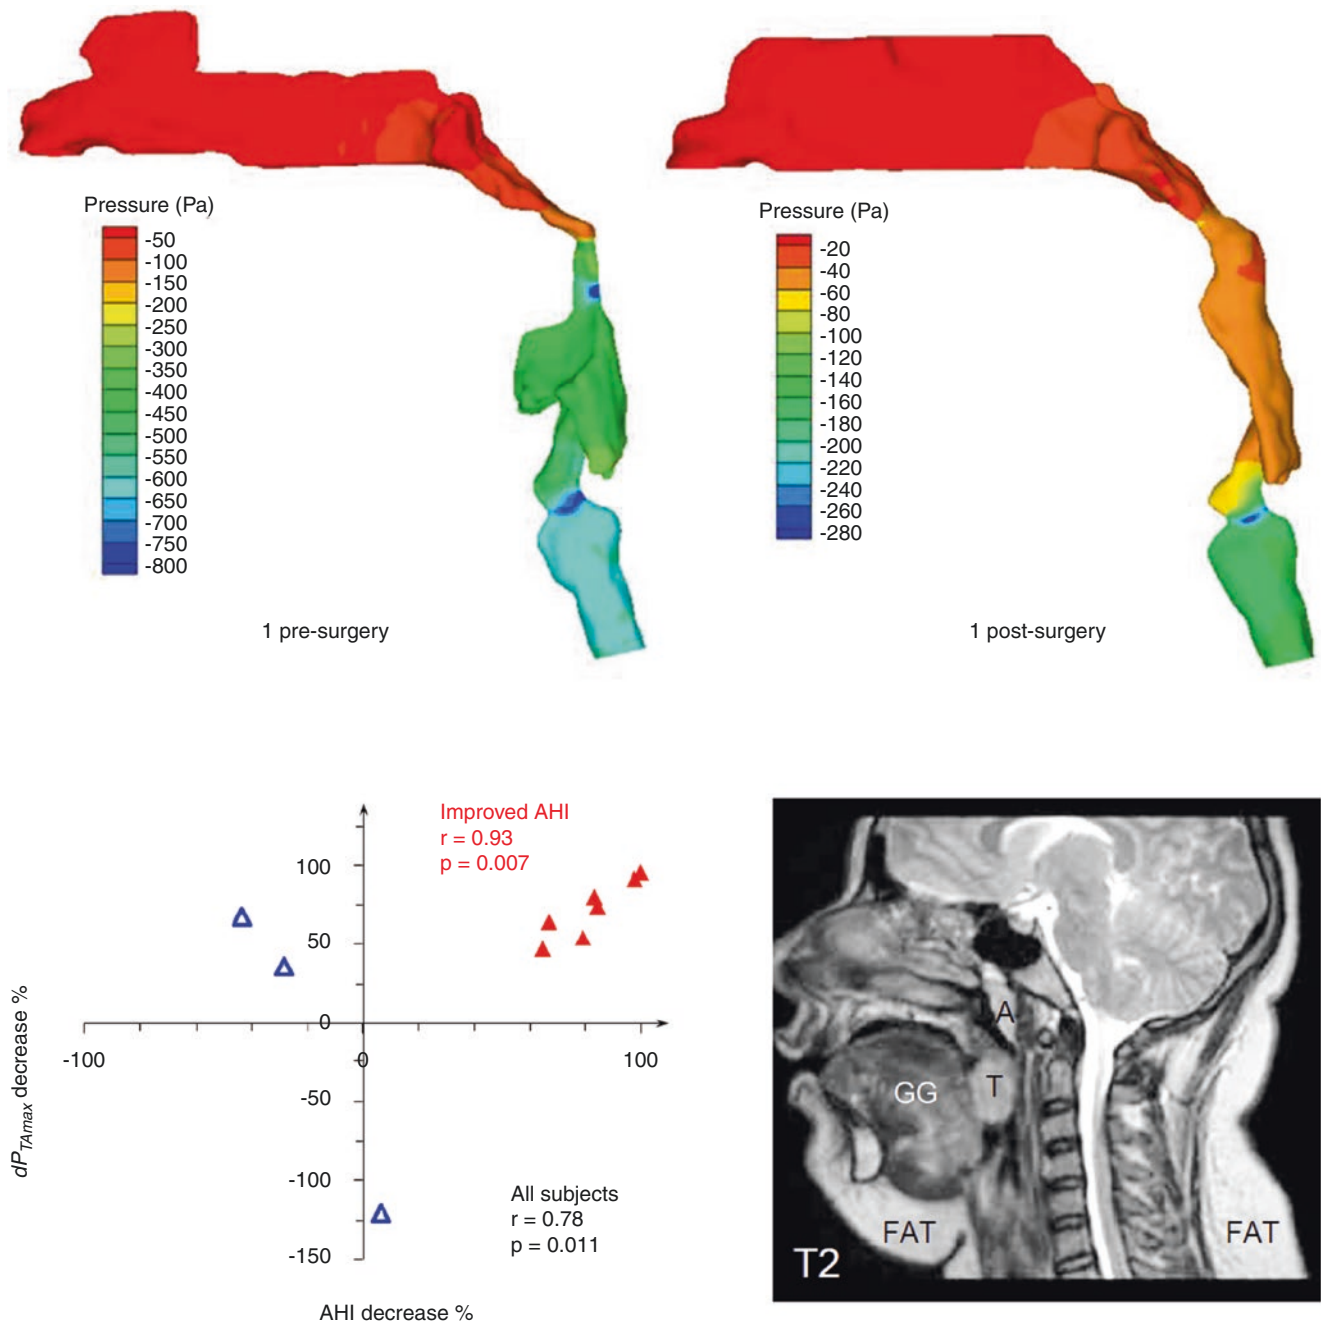 Pressure (Pa)
-50
-100
-150
-200
-250
-300
-350
-400
-450
-500
-550
-600
-650
-700
-750
-800
1 pre-surgery
Pressure (Pa)
-20
-40
-60
-80
-100
-120
-140
-160
-180
-200
-220
-240
-260
-280
1 post-surgery
Improved AHI
r = 0.93
p = 0.007
100
50
0
-50
-100
-150
-100
0
100
dPTAmax decrease %
All subjects
r = 0.78
p = 0.011
AHI decrease %
A
GG
T
FAT
FAT
T2